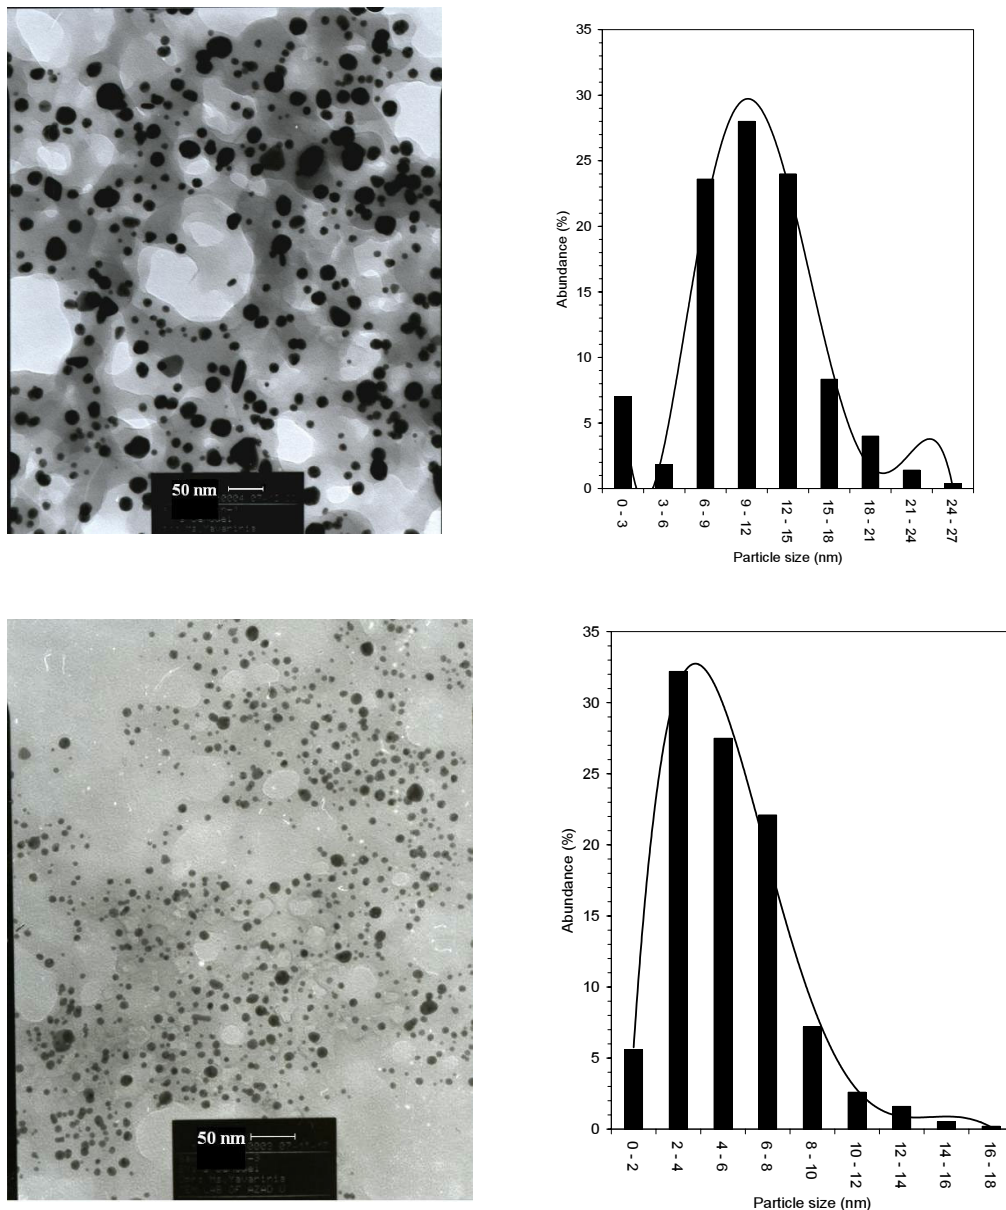 35
30
25
20
15
10
5
0
Abundance (%)
0 - 3
3 - 6
6 - 9
9 - 12
12 - 15
15 - 18
18 - 21
21 - 24
24 - 27
Particle size (nm)
50 nm
35
30
25
20
15
10
5
0
Abundance (%)
0 - 2
2 - 4
4 - 6
6 - 8
8 - 10
10 - 12
12 - 14
14 - 16
16 - 18
Particle size (nm)
50 nm